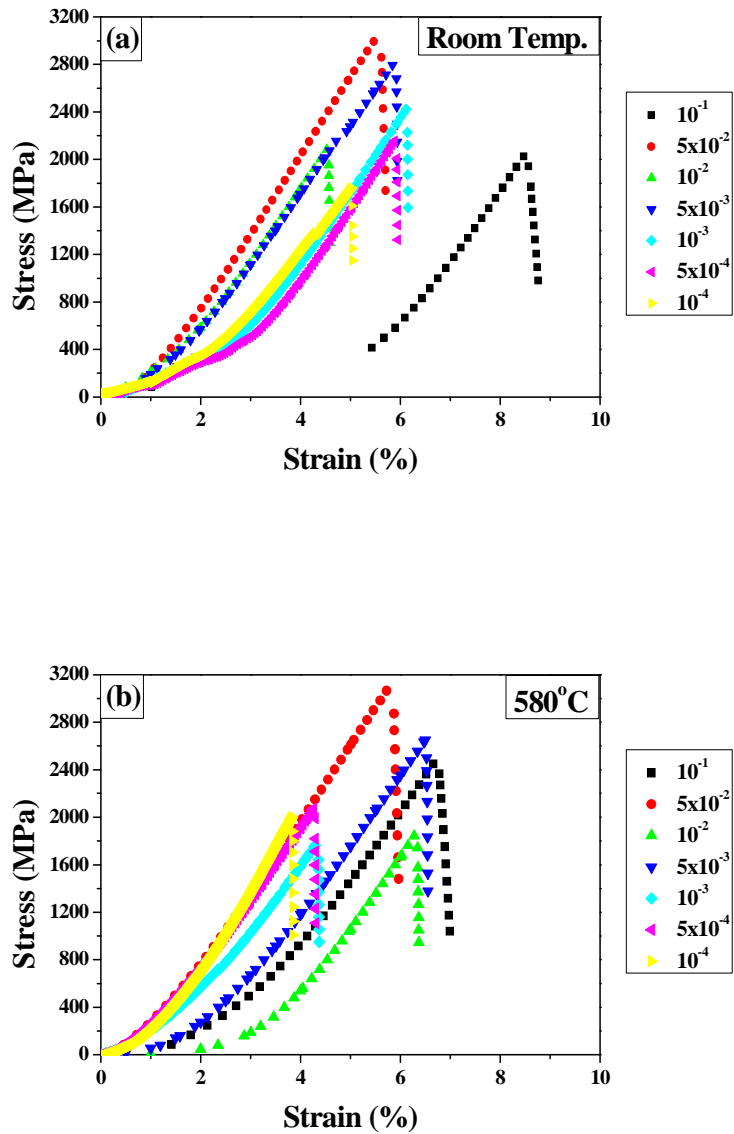 (a)
Room Temp.
3200
2800
2400
2000
1600
1200
800
400
0
0 2 4 6 8 10
Stress (MPa)
Strain (%)
10⁻¹
5x10⁻²
10⁻²
5x10⁻³
10⁻³
5x10⁻⁴
10⁻⁴
(b)
580°C
3200
2800
2400
2000
1600
1200
800
400
0
0 2 4 6 8 10
Stress (MPa)
Strain (%)
10⁻¹
5x10⁻²
10⁻²
5x10⁻³
10⁻³
5x10⁻⁴
10⁻⁴